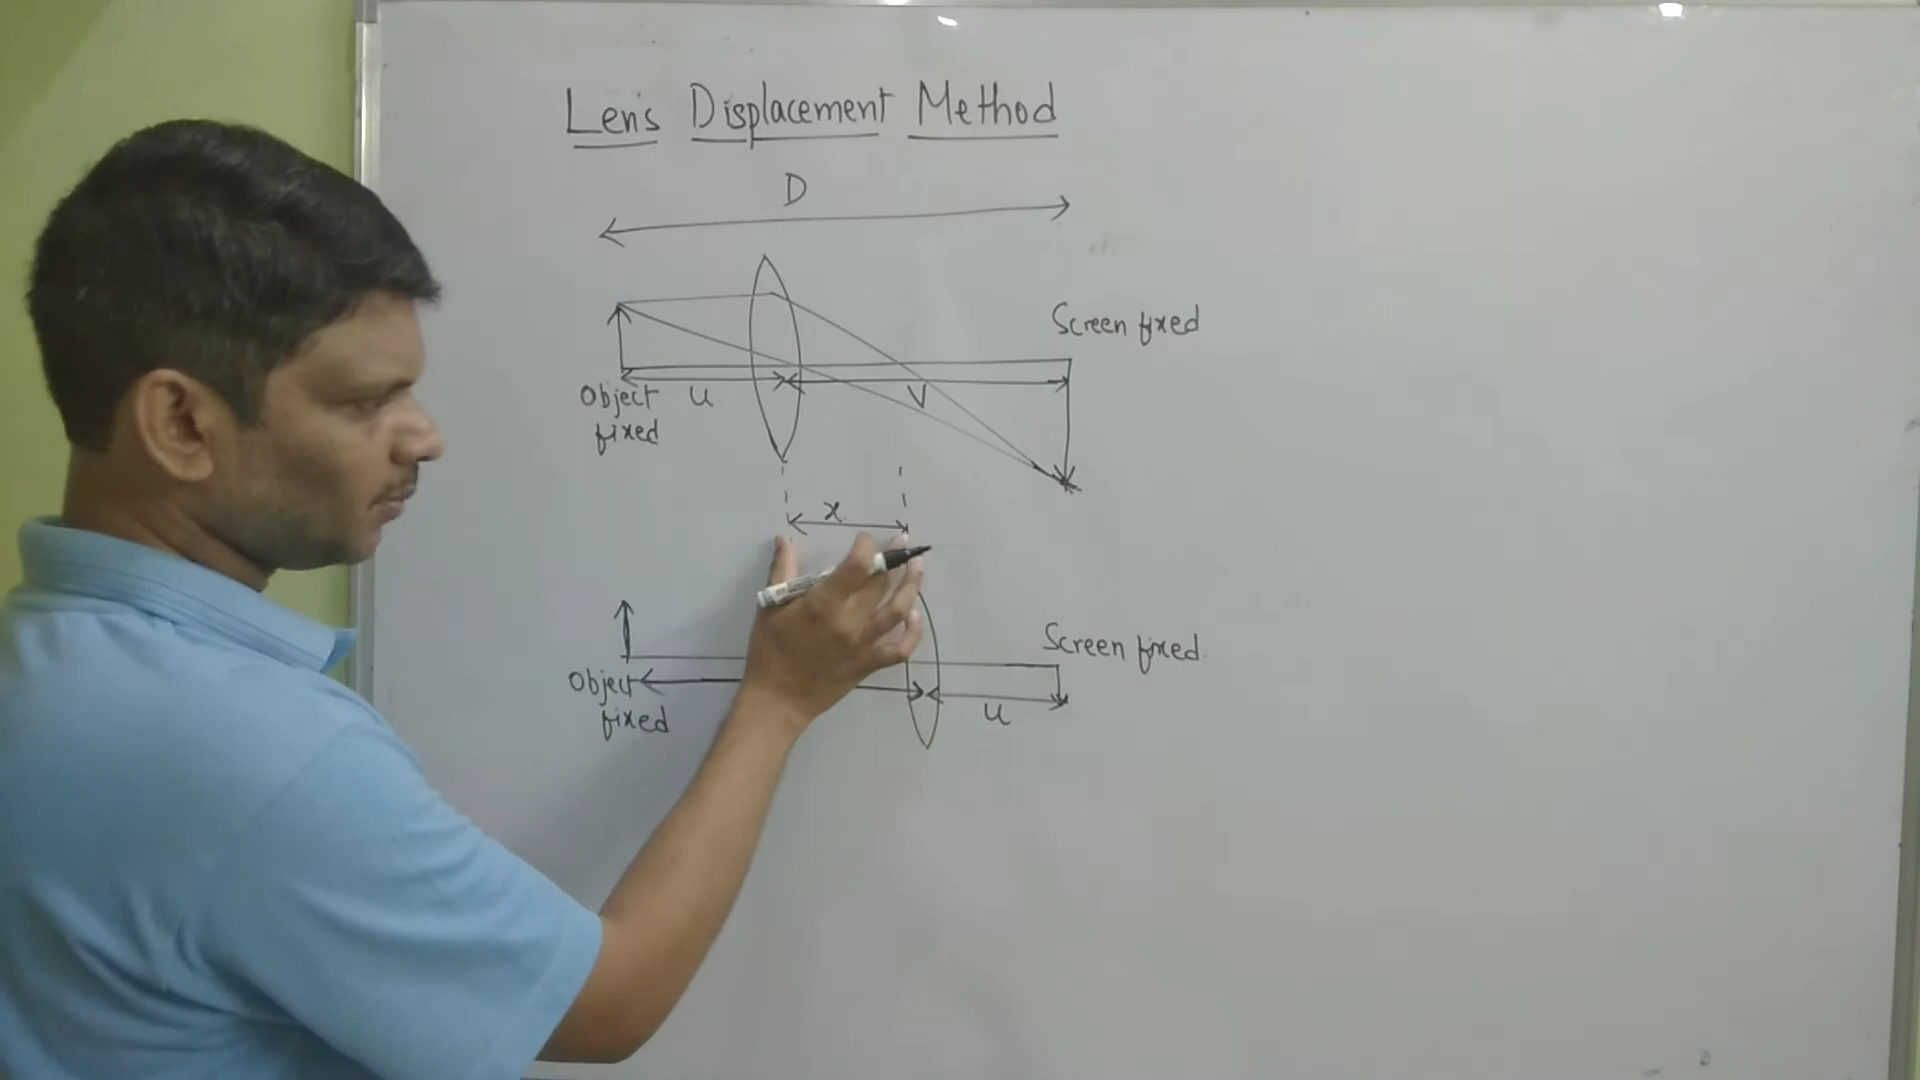 Lens Displacement Method
D
Screen fixed
Object u
fixed
v
x
Screen fixed.
Object
fixed
u